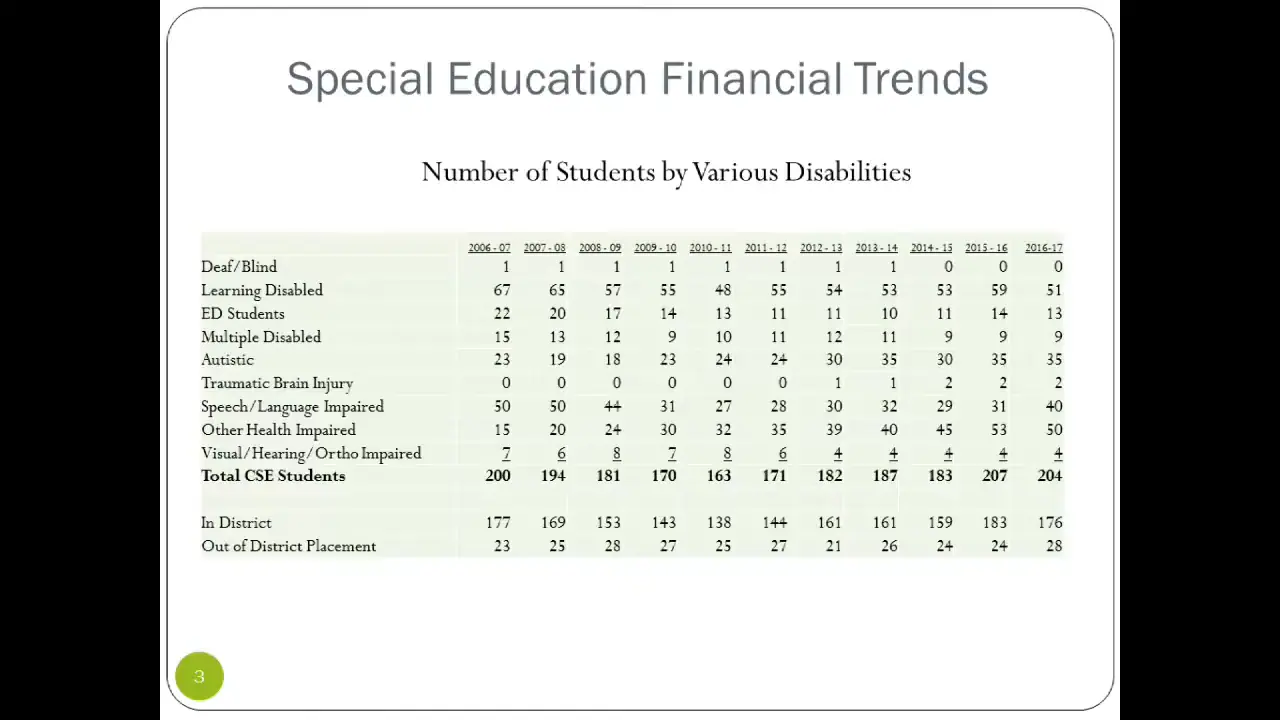 Special Education Financial Trends
Number of Students by Various Disabilities
2006 - 07 2007 - 08 2008 - 09 2009 - 10 2010 - 11 2011 - 12 2012 - 13 2013 - 14 2014 - 15 2015 - 16 2016-17
Deaf/Blind 1 1 1 1 1 1 1 1 0 0 0
Learning Disabled 67 65 57 55 48 55 54 53 53 59 51
ED Students 22 20 17 14 13 11 11 10 11 14 13
Multiple Disabled 15 13 12 9 10 11 12 11 9 9 9
Autistic 23 19 18 23 24 24 30 35 30 35 35
Traumatic Brain Injury 0 0 0 0 0 0 1 1 2 2 2
Speech/Language Impaired 50 50 44 31 27 28 30 32 29 31 40
Other Health Impaired 15 20 24 30 32 35 39 40 45 53 50
Visual/Hearing/Ortho Impaired 7 6 8 7 8 6 4 4 4 4 4
Total CSE Students 200 194 181 170 163 171 182 187 183 207 204
In District 177 169 153 143 138 144 161 161 159 183 176
Out of District Placement 23 25 28 27 25 27 21 26 24 24 28
3